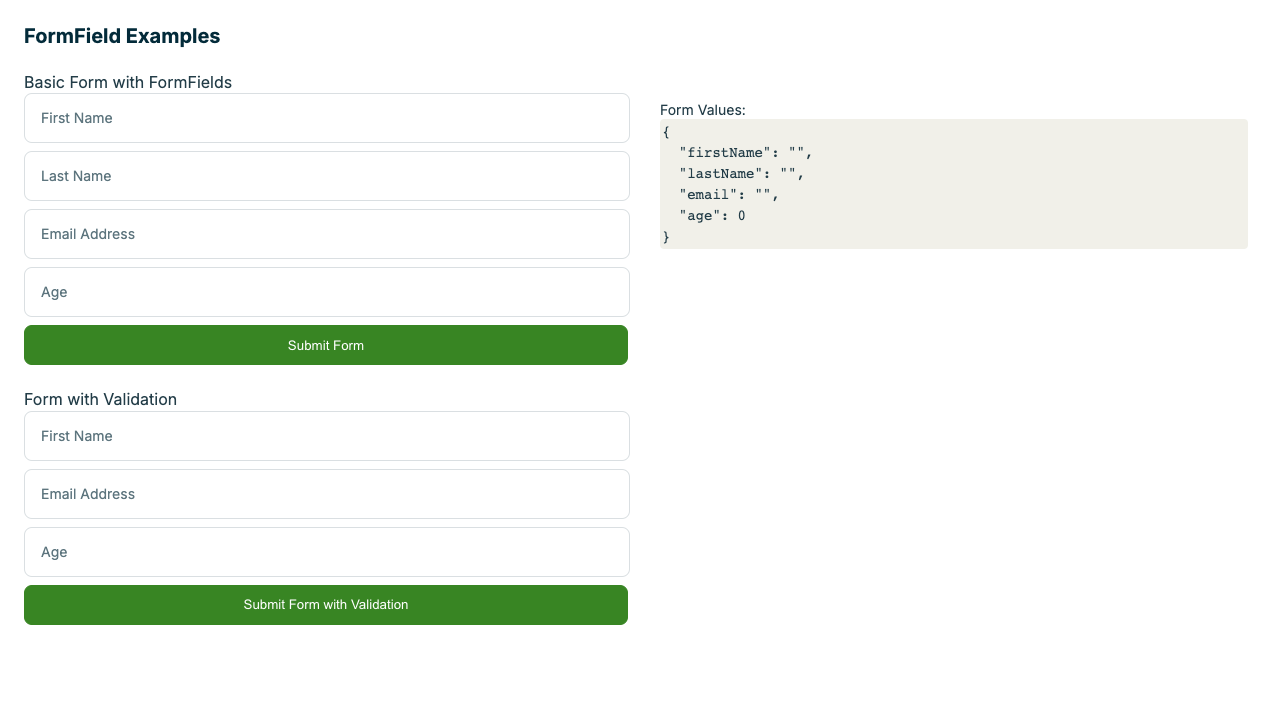 FormField Examples
Basic Form with FormFields
First Name
Last Name
Email Address
Age
Submit Form
Form Values:
{
  "firstName": "",
  "lastName": "",
  "email": "",
  "age": 0
}
Form with Validation
First Name
Email Address
Age
Submit Form with Validation